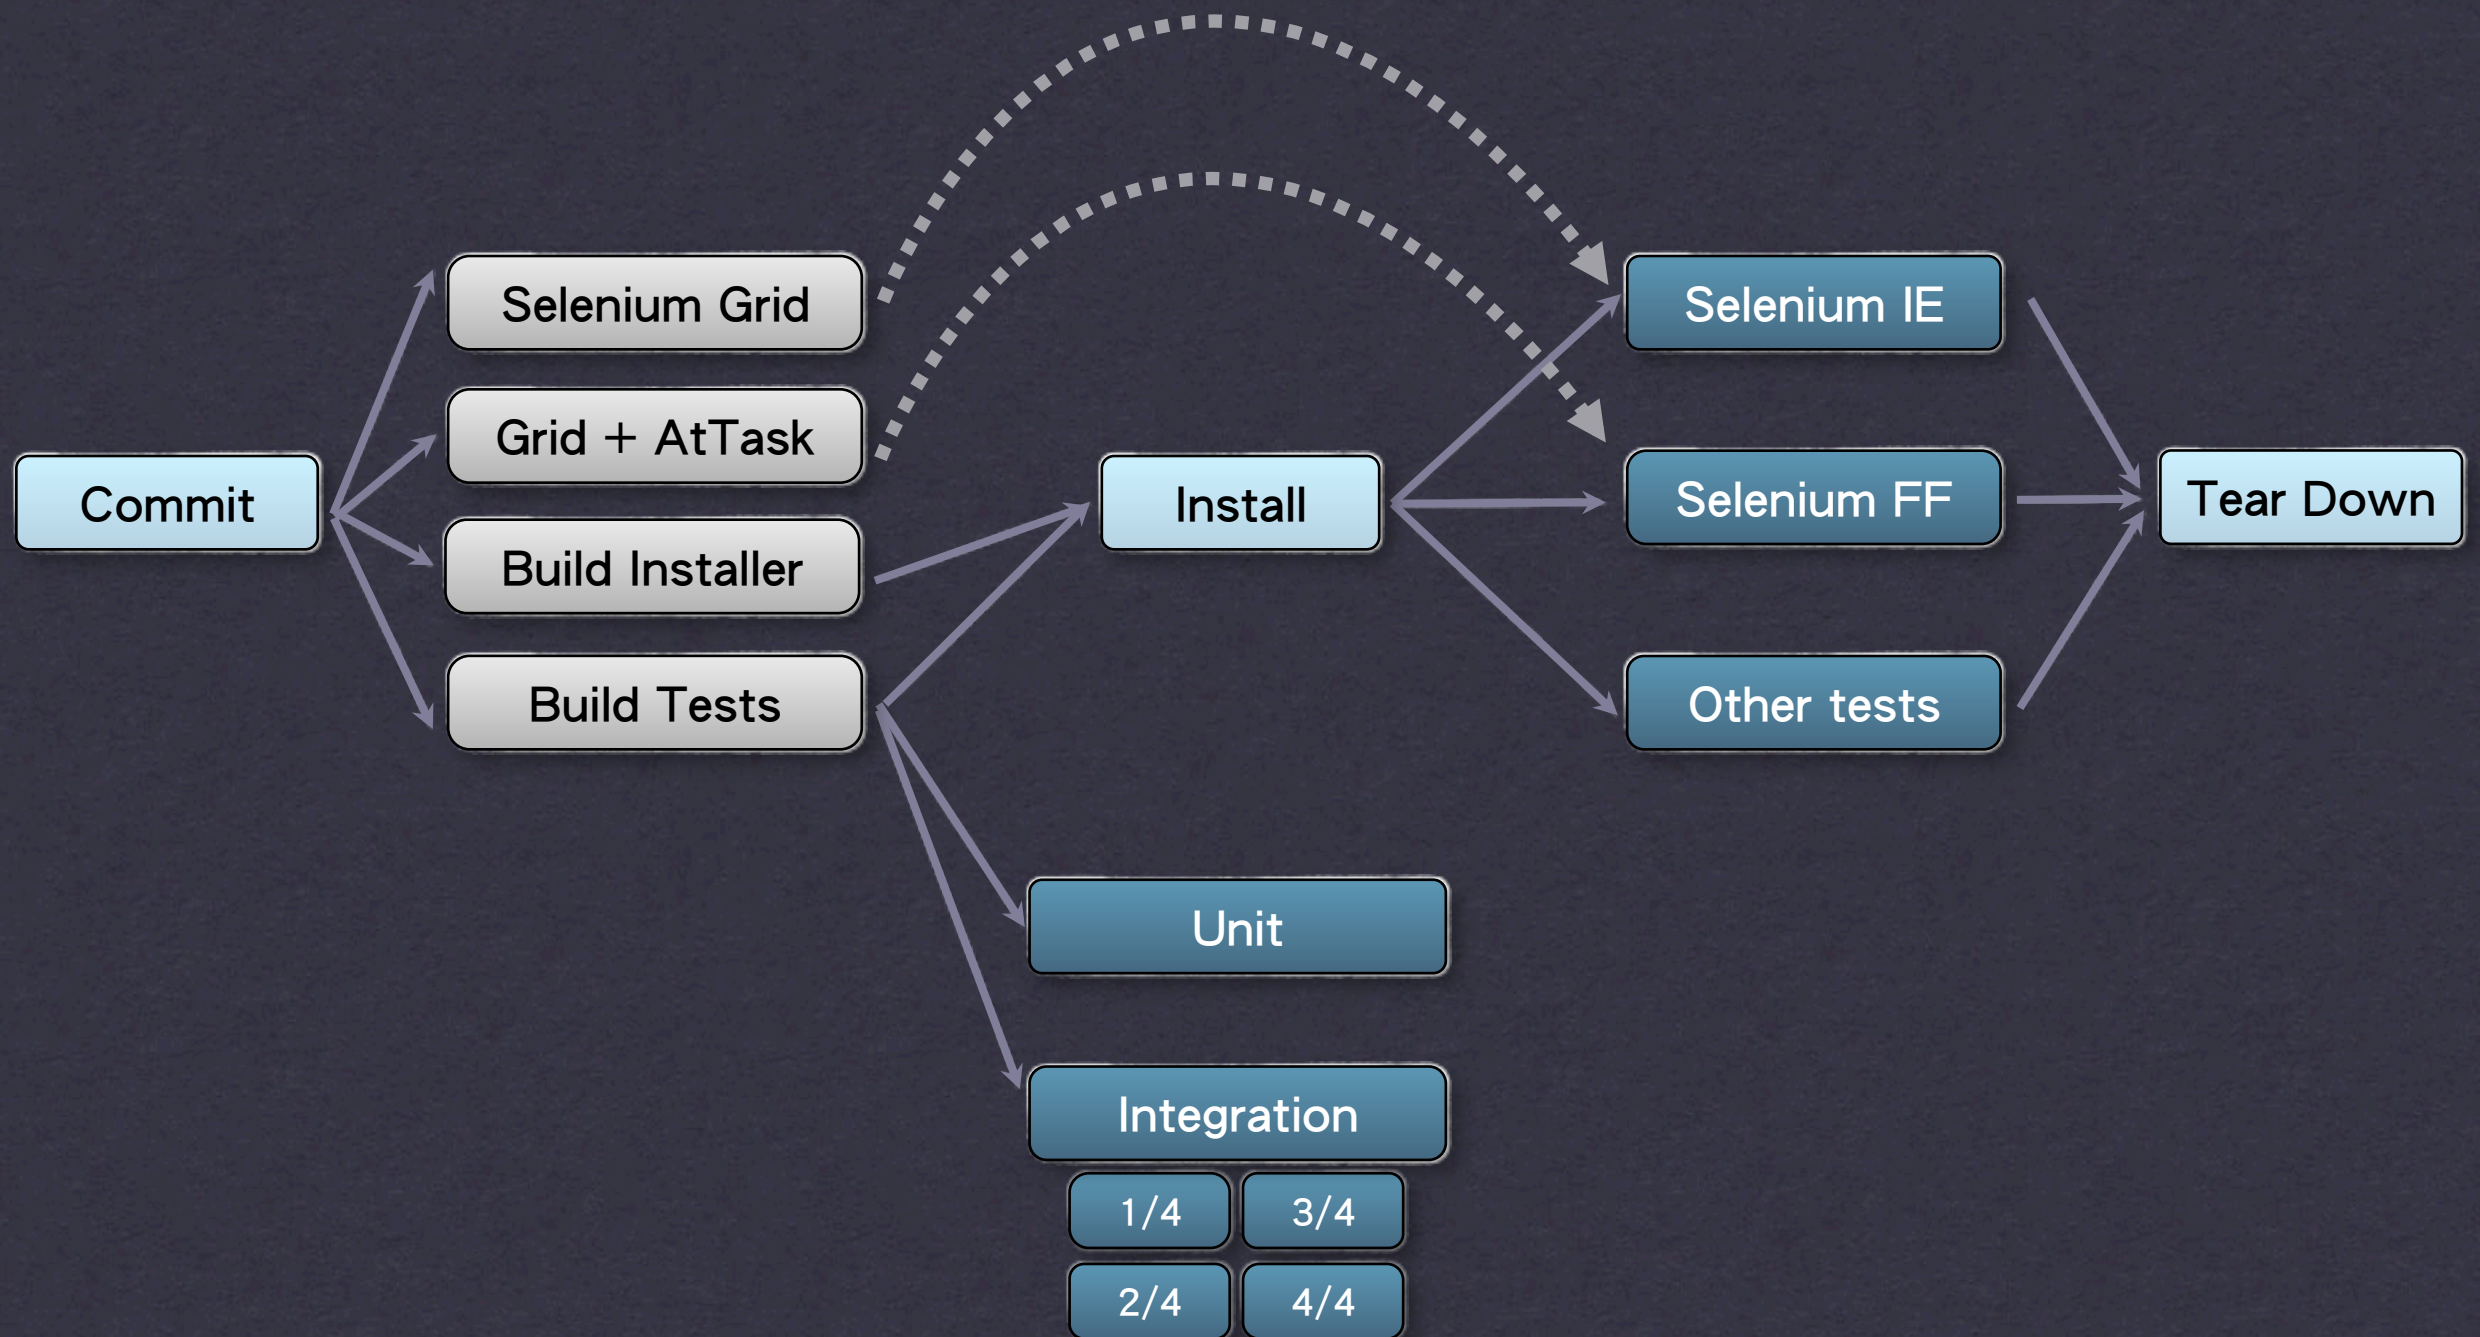 Commit
Selenium Grid
Grid + AtTask
Build Installer
Build Tests
Install
Selenium IE
Selenium FF
Other tests
Tear Down
Unit
Integration
1/4
3/4
2/4
4/4